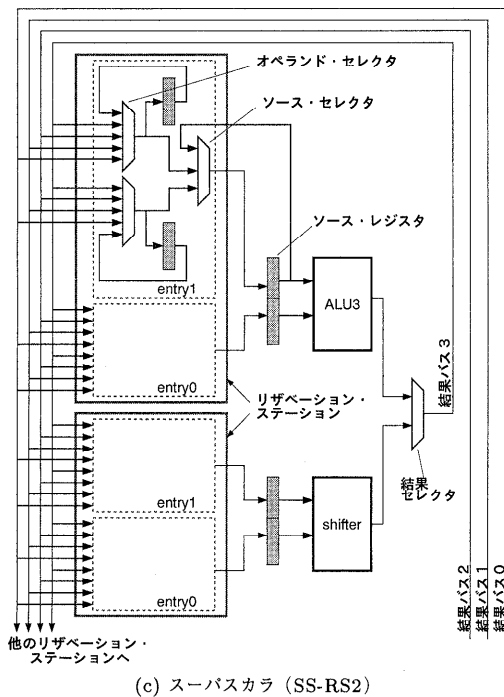 オペランド・セレクタ
ソース・セレクタ
ソース・レジスタ
entry1
ALU3
entry0
結果バス3
リザベーション・
ステーション
結果
セレクタ
entry1
shifter
entry0
結果バス2
結果バス1
結果バス0
他のリザベーション・
ステーションへ
(c) スーパスカラ (SS-RS2)